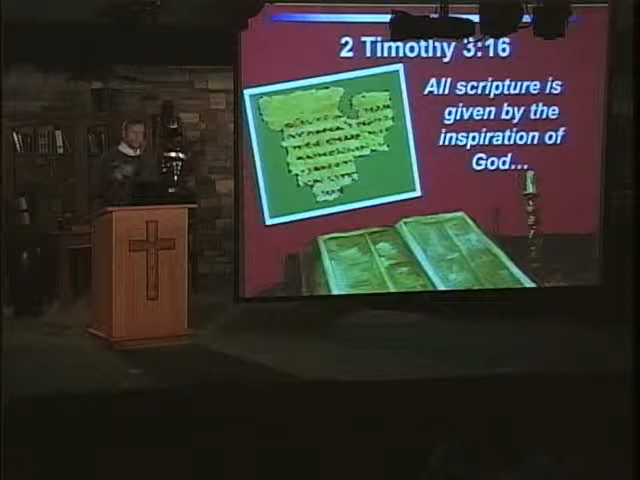 2 Timothy 3:16
All scripture is
given by the
inspiration of
God...